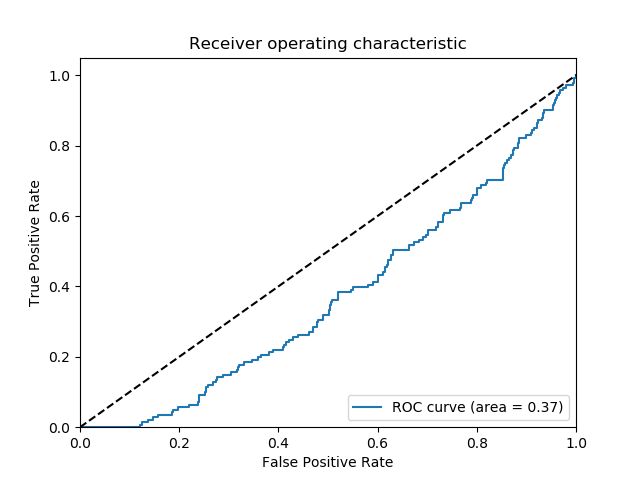 Receiver operating characteristic
1.0
0.8
0.6
0.4
0.2
0.0
True Positive Rate
ROC curve (area = 0.37)
0.0 0.2 0.4 0.6 0.8 1.0
False Positive Rate